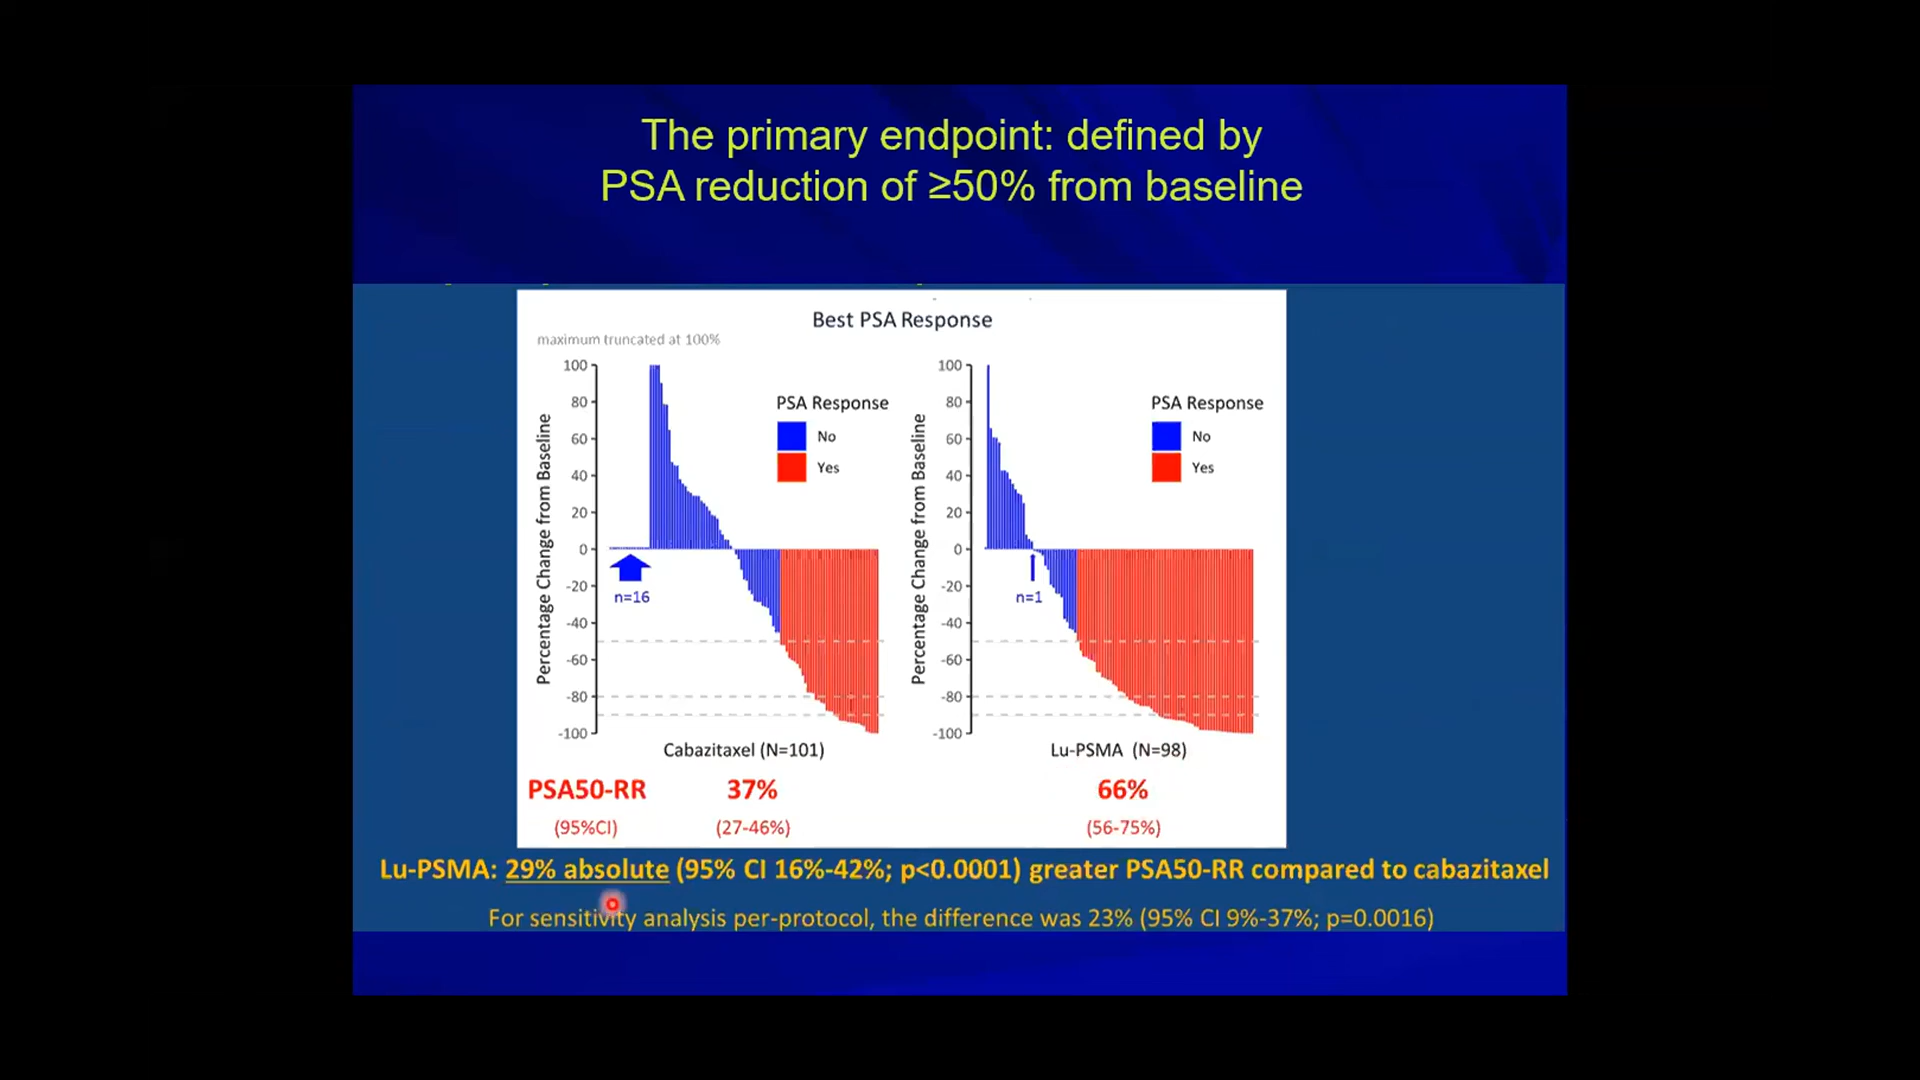 The primary endpoint: defined by
PSA reduction of ≥50% from baseline
Best PSA Response
maximum truncated at 100%
Percentage Change from Baseline
100
80
60
40
20
0
-20
-40
-60
-80
-100
PSA Response
No
Yes
n=16
Cabazitaxel (N=101)
Percentage Change from Baseline
100
80
60
40
20
0
-20
-40
-60
-80
-100
PSA Response
No
Yes
n=1
Lu-PSMA (N=98)
PSA50-RR 37% 66%
(95%CI) (27-46%) (56-75%)
Lu-PSMA: 29% absolute (95% CI 16%-42%; p<0.0001) greater PSA50-RR compared to cabazitaxel
For sensitivity analysis per-protocol, the difference was 23% (95% CI 9%-37%; p=0.0016)